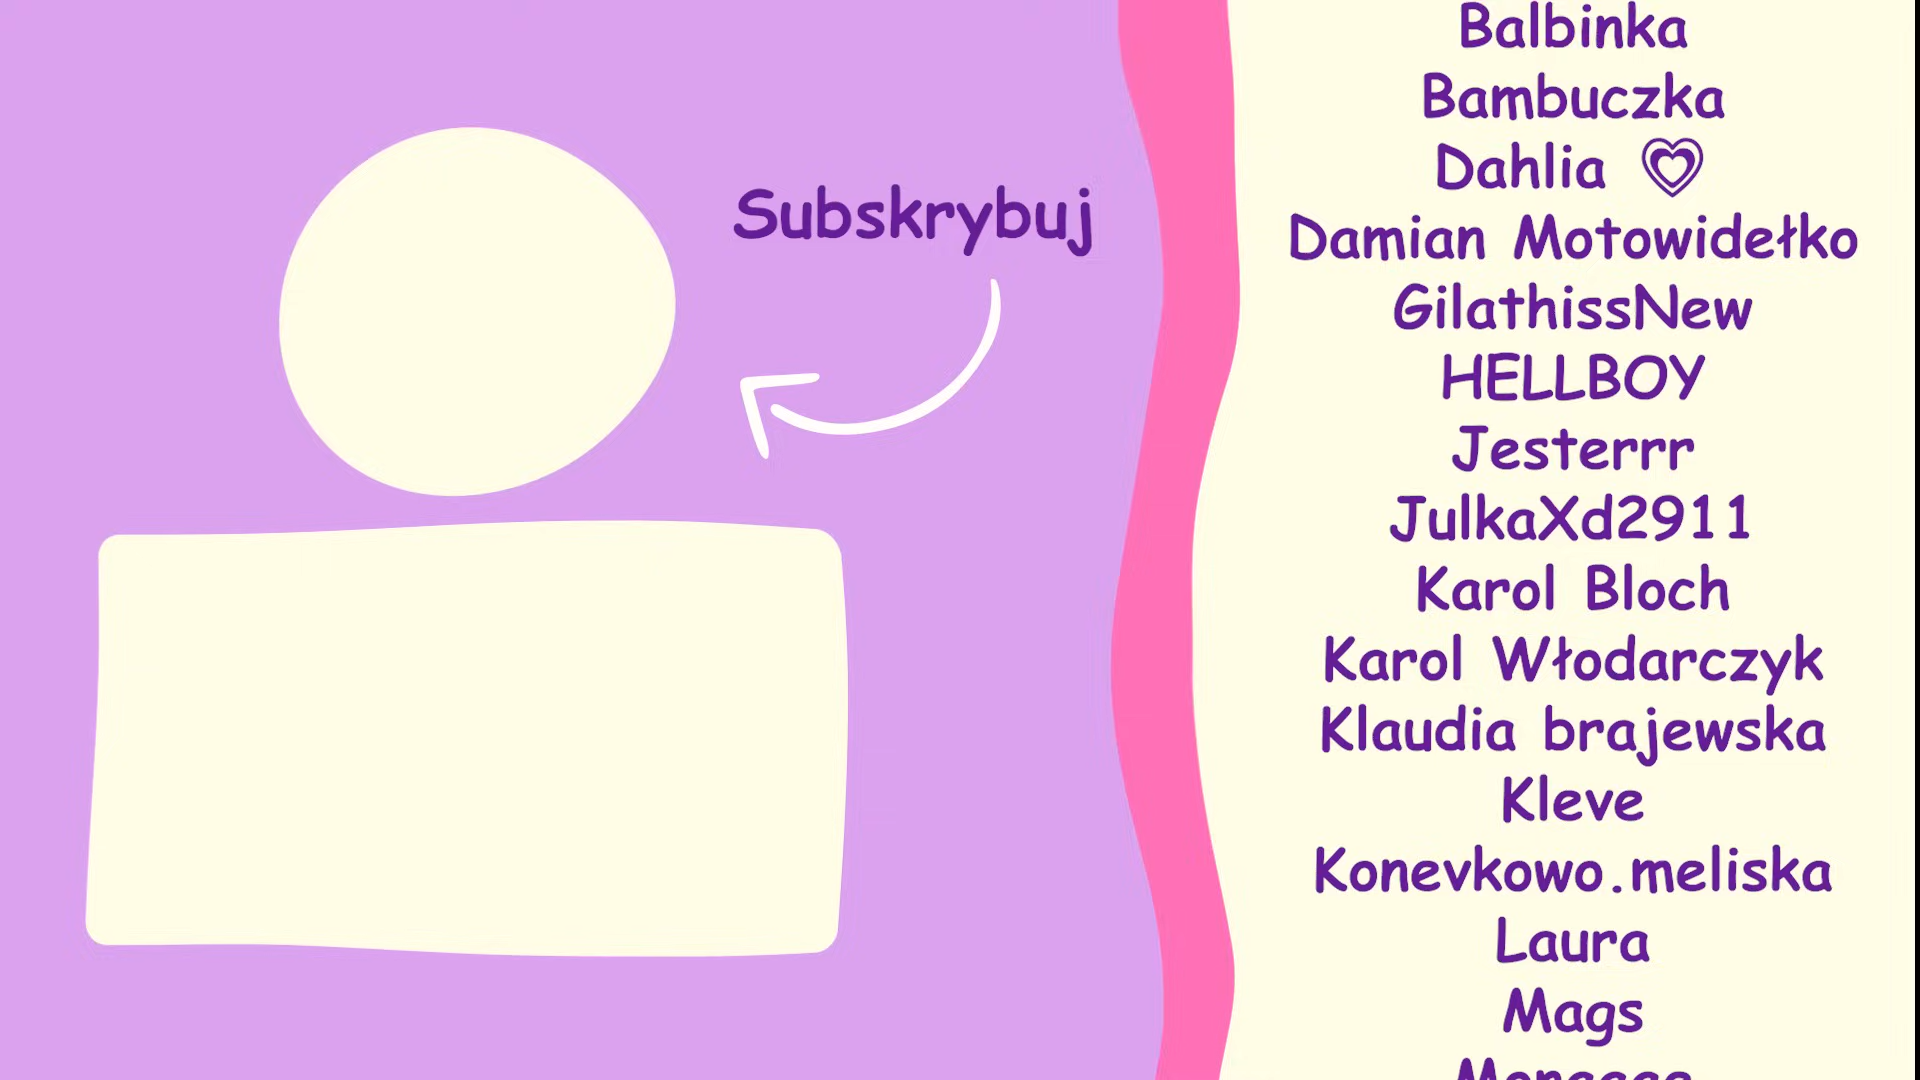 Subskrybuj
Balbinka
Bambuczka
Dahlia 💗
Damian Motowidełko
GilathissNew
HELLBOY
Jesterrr
JulkaXd2911
Karol Bloch
Karol Włodarczyk
Klaudia brajewska
Kleve
Konevkowo.meliska
Laura
Mags